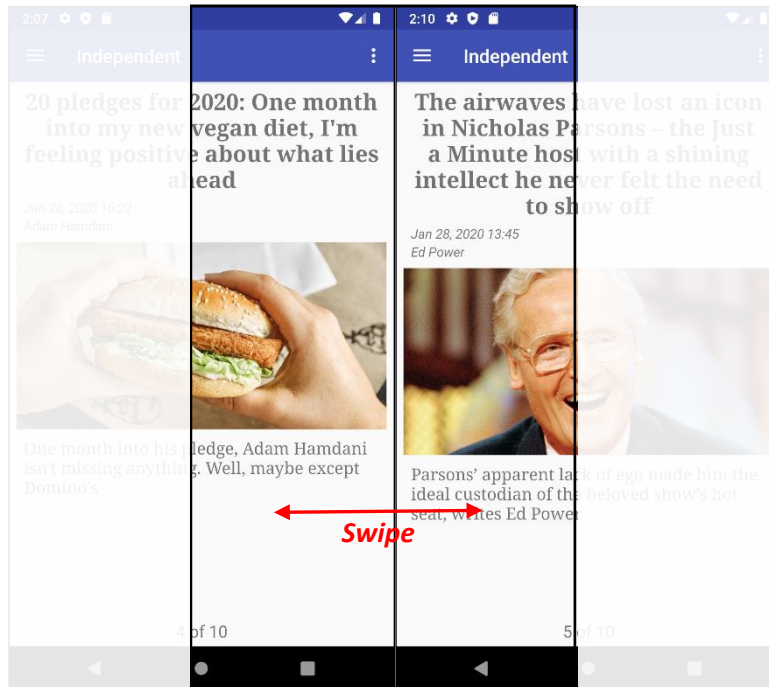 2:07
Independent
20 pledges for 2020: One month
into my new vegan diet, I'm
feeling positive about what lies
ahead
Jan 28, 2020 15:22
Adam Hamdani
One month into his pledge, Adam Hamdani
isn't missing anything. Well, maybe except
Domino's
4 of 10
2:10
Independent
The airwaves have lost an icon
in Nicholas Parsons – the Just
a Minute host with a shining
intellect he never felt the need
to show off
Jan 28, 2020 13:45
Ed Power
Parsons’ apparent lack of ego made him the
ideal custodian of the beloved show’s hot
seat, writes Ed Power
5 of 10
Swipe